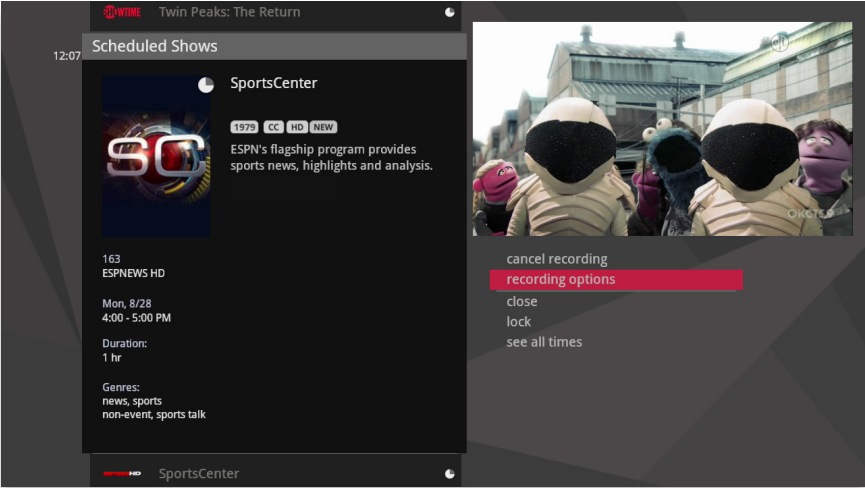 SHOWTIME Twin Peaks: The Return
Scheduled Shows
12:07
SC
SportsCenter
1979 CC HD NEW
ESPN's flagship program provides
sports news, highlights and analysis.
163
ESPNEWS HD
Mon, 8/28
4:00 - 5:00 PM
Duration:
1 hr
Genres:
news, sports
non-event, sports talk
SportsCenter
cancel recording
recording options
close
lock
see all times